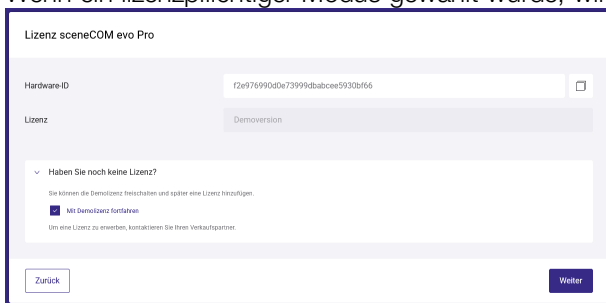 Wenn ein lizenzpflichtiger Modus gewählt wurde, wi
Lizenz sceneCOM evo Pro
Hardware-ID
f2e976990d0e73999dbabcee5930bf66
Lizenz
Demoversion
Haben Sie noch keine Lizenz?
Sie können die Demolizenz freischalten und später eine Lizenz hinzufügen.
Mit Demolizenz fortfahren
Um eine Lizenz zu erwerben, kontaktieren Sie Ihren Verkaufspartner.
Zurück
Weiter